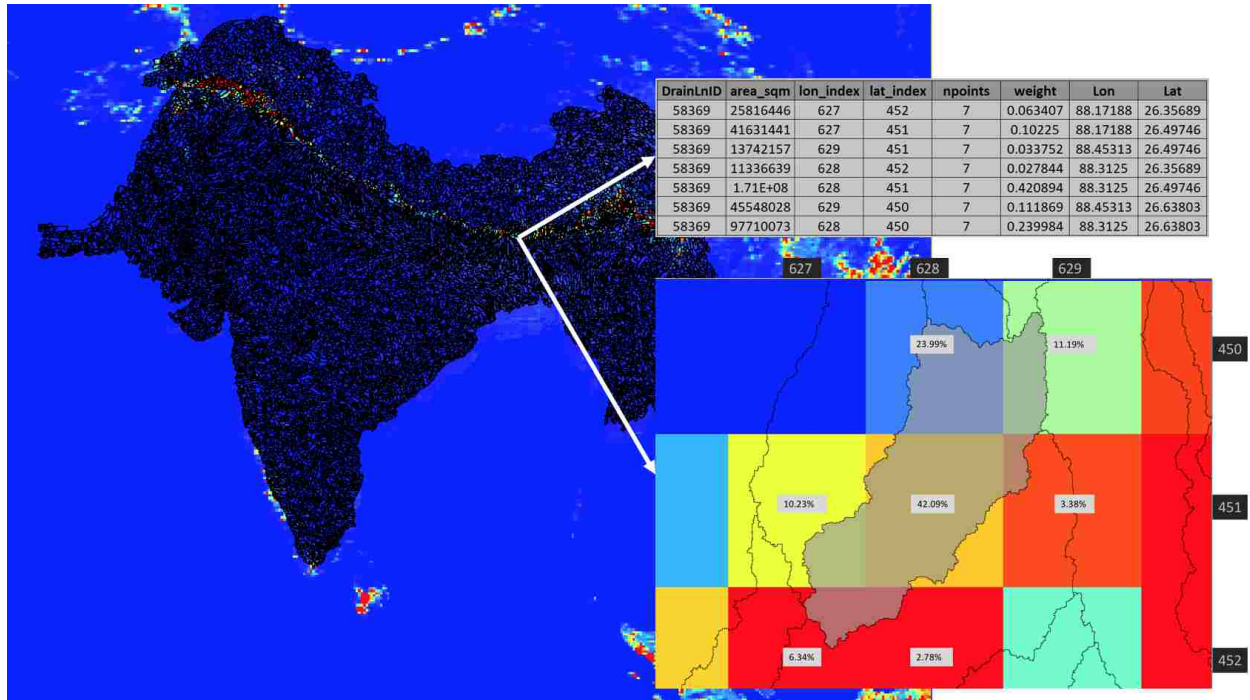 DrainLnID area_sqm lon_index lat_index npoints weight Lon Lat
58369 25816446 627 452 7 0.063407 88.17188 26.35689
58369 41631441 627 451 7 0.10225 88.17188 26.49746
58369 13742157 629 451 7 0.033752 88.45313 26.49746
58369 11336639 628 452 7 0.027844 88.3125 26.35689
58369 1.71E+08 628 451 7 0.420894 88.3125 26.49746
58369 45548028 629 450 7 0.111869 88.45313 26.63803
58369 97710073 628 450 7 0.239984 88.3125 26.63803
627 628 629
23.99% 11.19% 450
10.23% 42.09% 3.38% 451
6.34% 2.78% 452